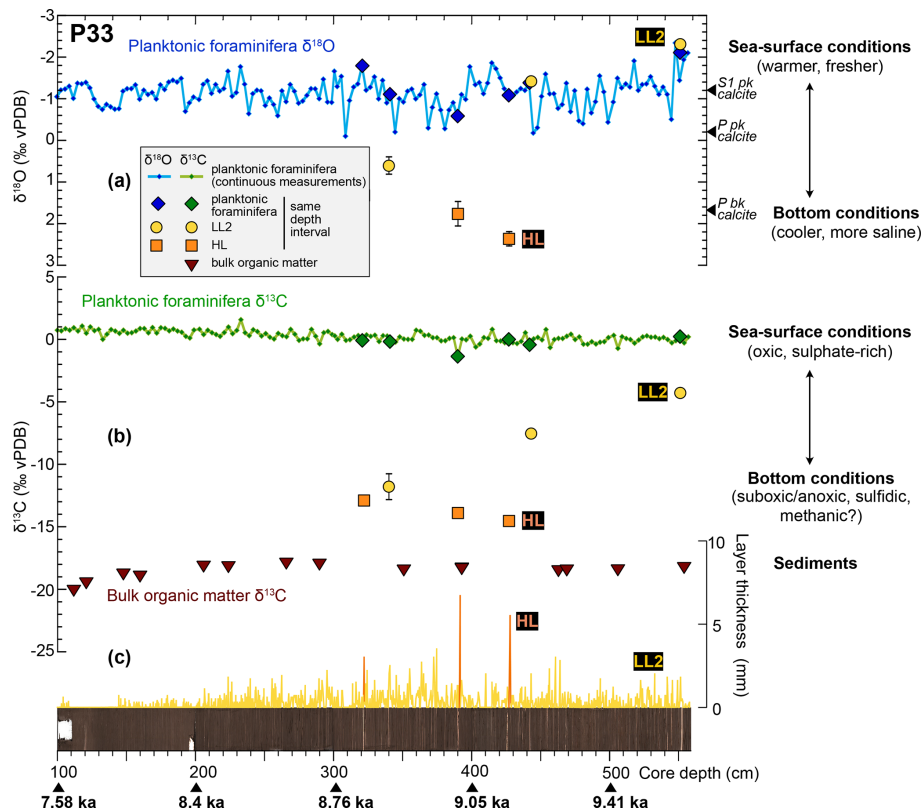 P33
Planktonic foraminifera δ¹⁸O
LL2
Sea-surface conditions
(warmer, fresher)
-3
-2
-1
0
1
2
3
δ¹⁸O (‰ vPDB)
S1 pk
calcite
P pk
calcite
P bk
calcite
(a)
δ¹⁸O δ¹³C
planktonic foraminifera
(continuous measurements)
planktonic
foraminifera
LL2
HL
same
depth
interval
bulk organic matter
HL
Bottom conditions
(cooler, more saline)
Planktonic foraminifera δ¹³C
5
0
-5
-10
-15
-20
-25
δ¹³C (‰ vPDB)
Sea-surface conditions
(oxic, sulphate-rich)
LL2
(b)
HL
Bottom conditions
(suboxic/anoxic, sulfidic,
methanic?)
Sediments
Bulk organic matter δ¹³C
10
5
0
Layer thickness (mm)
HL
(c)
LL2
100 200 300 400 500 Core depth (cm)
7.58 ka 8.4 ka 8.76 ka 9.05 ka 9.41 ka